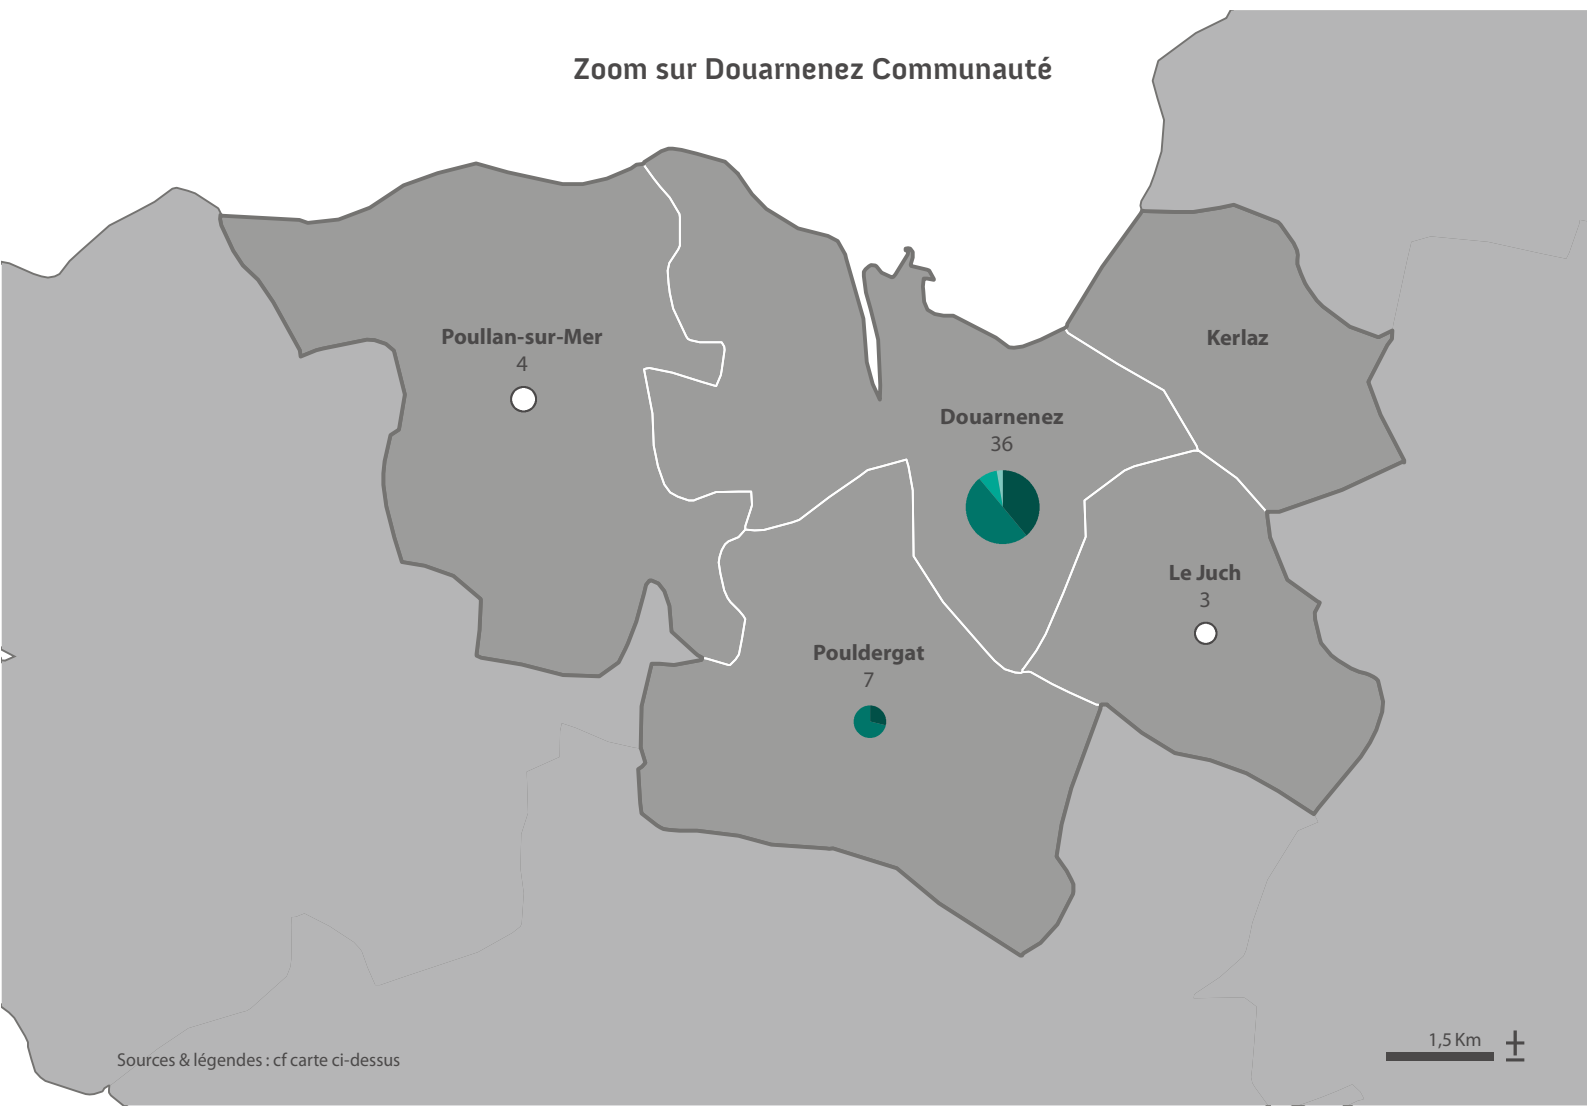 Zoom sur Douarnenez Communauté
Poullan-sur-Mer
4
Kerlaz
Douarnenez
36
Le Juch
3
Pouldergat
7
1,5 Km
Sources & légendes : cf carte ci-dessus